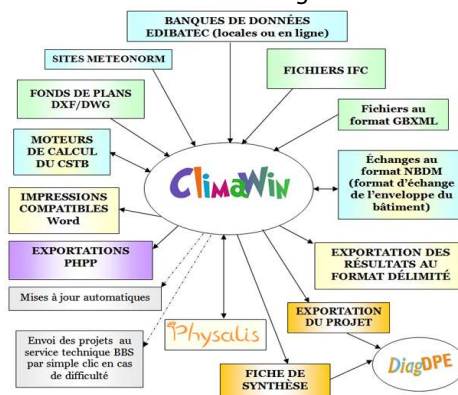 BANQUES DE DONNÉES
EDIBATEC (locales ou en ligne)
SITES METEONORM
FICHIERS IFC
FONDS DE PLANS
DXF/DWG
Fichiers au
format GBXML
MOTEURS
DE CALCUL
DU CSTB
CLIMAWIN
Échanges au
format NBDM
(format d'échange
de l'enveloppe du
bâtiment)
IMPRESSIONS
COMPATIBLES
Word
EXPORTATIONS
PHPP
EXPORTATION DES
RÉSULTATS AU
FORMAT DÉLIMITÉ
Mises à jour automatiques
EXPORTATION
DU PROJET
Physalis
Envoi des projets au
service technique BBS
par simple clic en cas
de difficulté
FICHE DE
SYNTHÈSE
DiagDPE